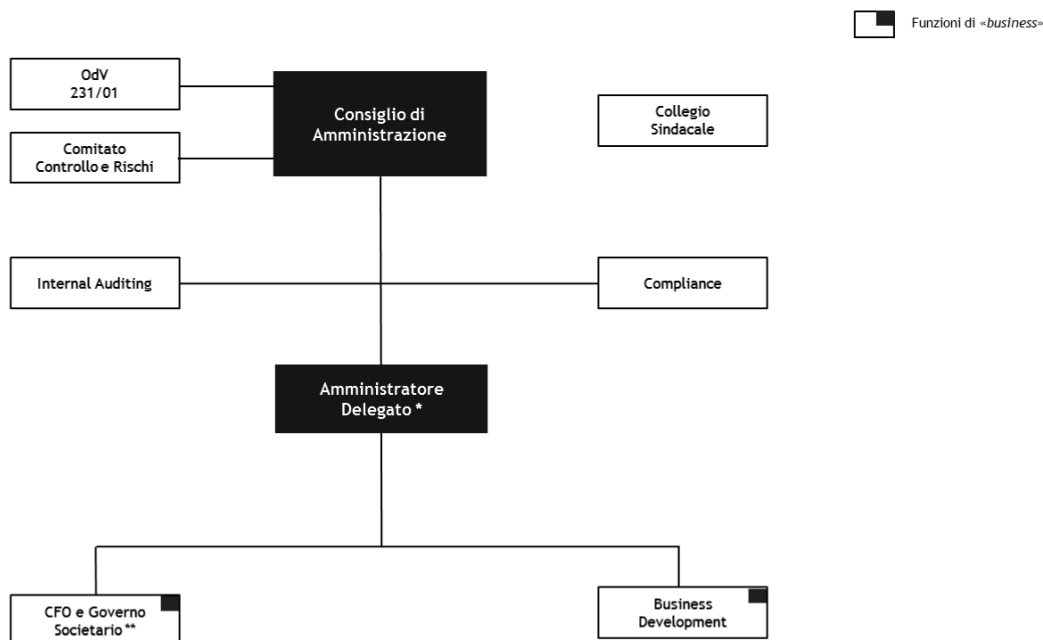 Funzioni di «business»
OdV
231/01
Consiglio di
Amministrazione
Collegio
Sindacale
Comitato
Controllo e Rischi
Internal Auditing
Compliance
Amministratore
Delegato *
CFO e Governo
Societario **
Business
Development